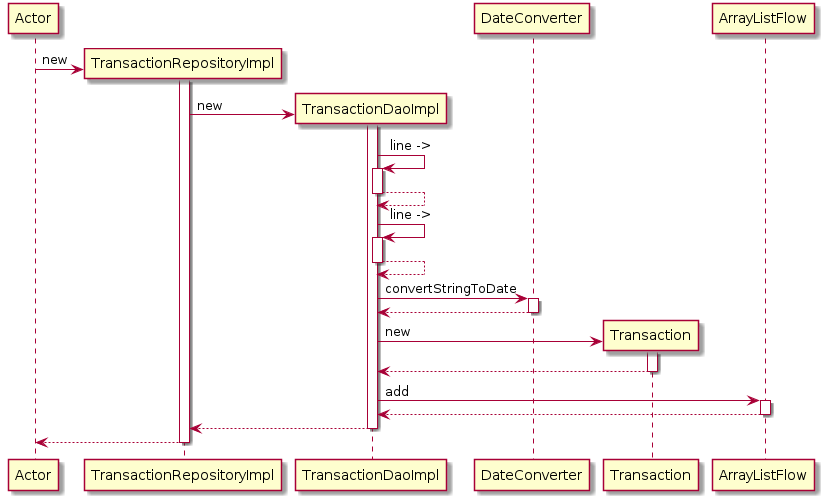 Actor
DateConverter
ArrayListFlow
new
TransactionRepositoryImpl
new
TransactionDaoImpl
line ->
line ->
convertStringToDate
new
Transaction
add
Actor
TransactionRepositoryImpl
TransactionDaoImpl
DateConverter
Transaction
ArrayListFlow